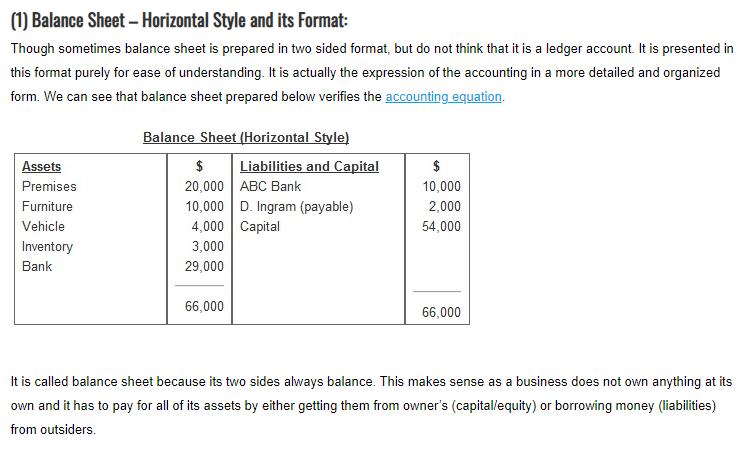 (1) Balance Sheet – Horizontal Style and its Format:
Though sometimes balance sheet is prepared in two sided format, but do not think that it is a ledger account. It is presented in
this format purely for ease of understanding. It is actually the expression of the accounting in a more detailed and organized
form. We can see that balance sheet prepared below verifies the accounting equation.
Balance Sheet (Horizontal Style)
Assets $ Liabilities and Capital $
Premises 20,000 ABC Bank 10,000
Furniture 10,000 D. Ingram (payable) 2,000
Vehicle 4,000 Capital 54,000
Inventory 3,000
Bank 29,000
66,000 66,000
It is called balance sheet because its two sides always balance. This makes sense as a business does not own anything at its
own and it has to pay for all of its assets by either getting them from owner's (capital/equity) or borrowing money (liabilities)
from outsiders.